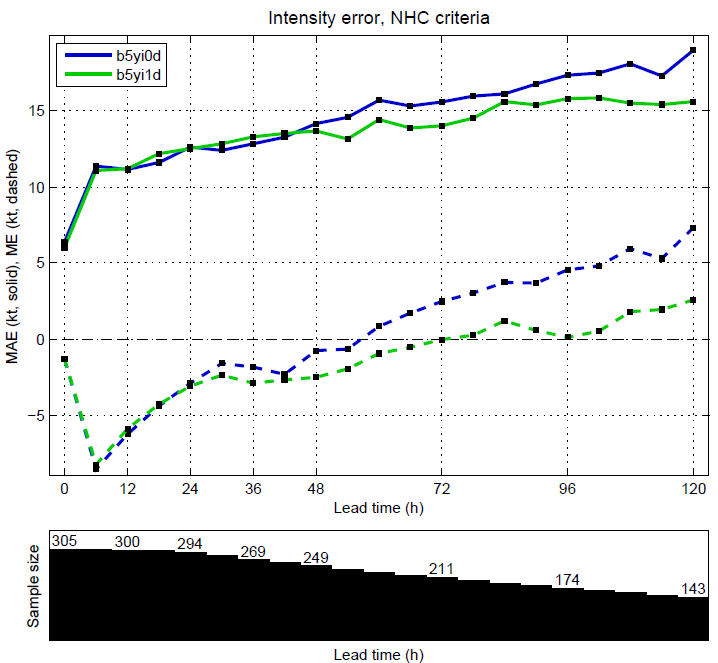 Intensity error, NHC criteria
b5yi0d
b5yi1d
MAE (kt, solid), ME (kt, dashed)
15
10
5
0
−5
0 12 24 36 48 72 96 120
Lead time (h)
Sample size
305 300 294 269 249 211 174 143
Lead time (h)